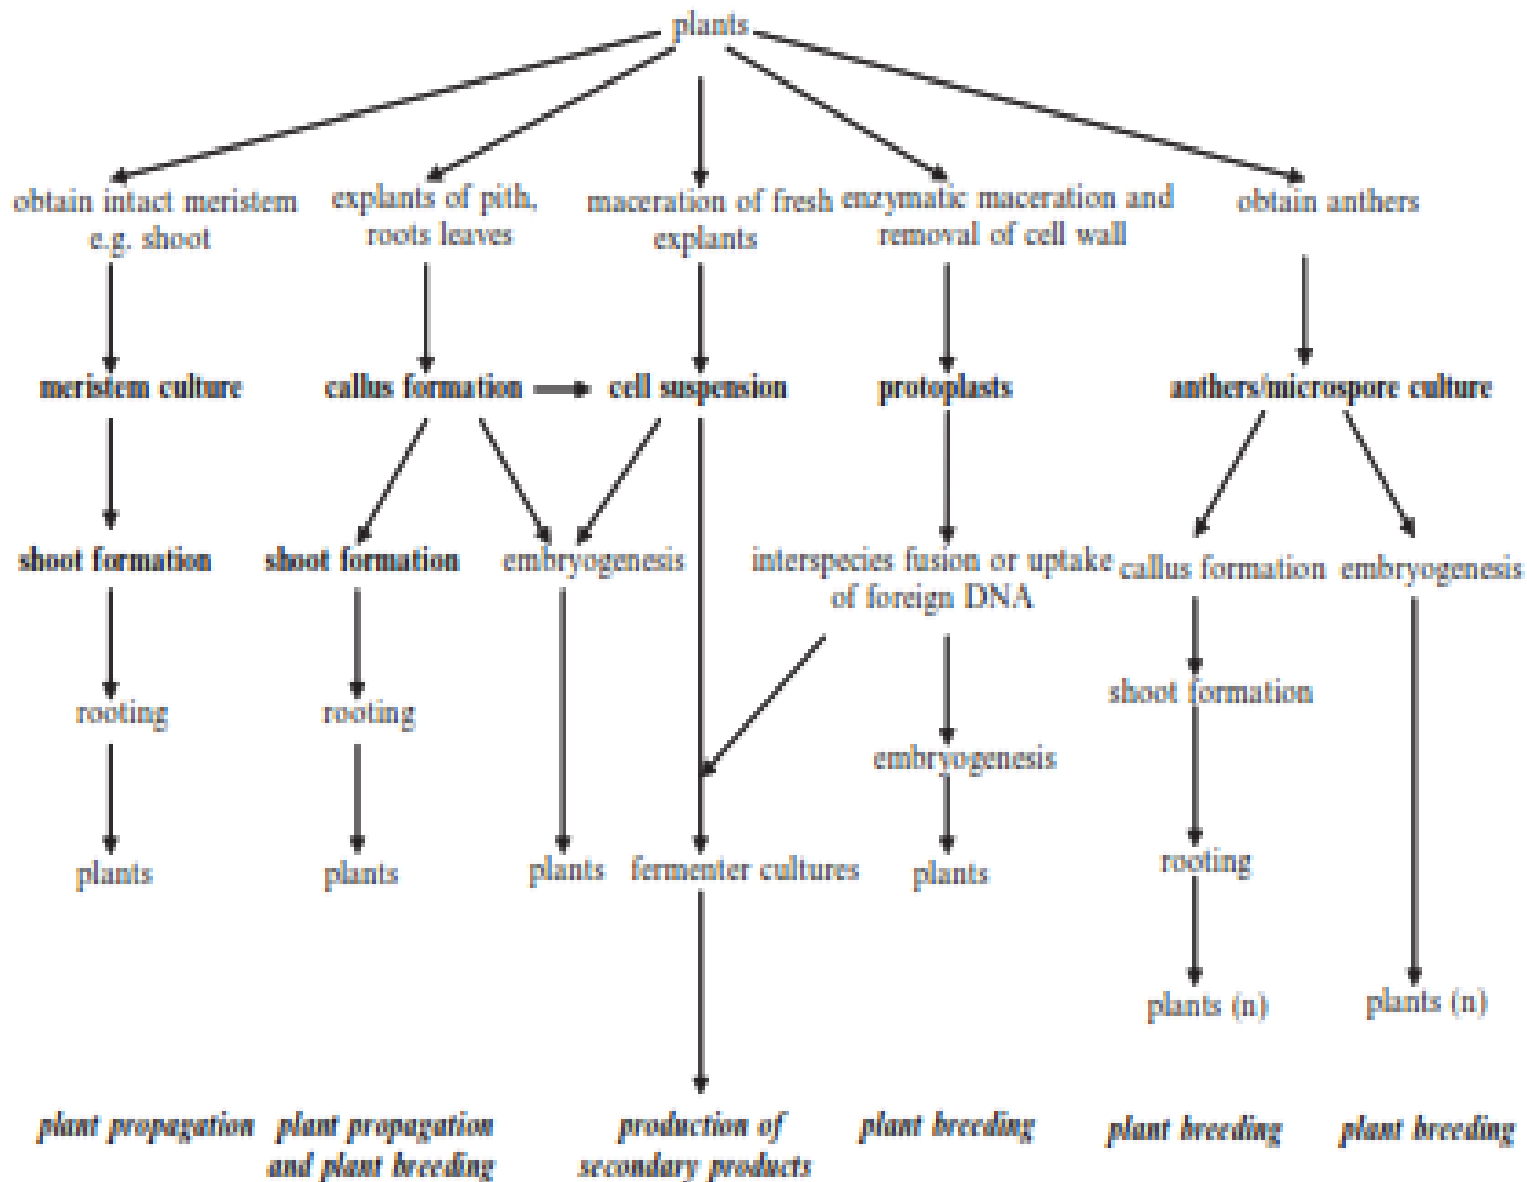 plants
obtain intact meristem
e.g. shoot
explants of pith,
roots leaves
maceration of fresh
explants
enzymatic maceration and
removal of cell wall
obtain anthers
meristem culture
callus formation
cell suspension
protoplasts
anthers/microspore culture
shoot formation
shoot formation
embryogenesis
interspecies fusion or uptake
of foreign DNA
callus formation
embryogenesis
shoot formation
rooting
rooting
embryogenesis
plants
plants
plants
fermenter cultures
plants
rooting
plants (n)
plants (n)
plant propagation
plant propagation
and plant breeding
production of
secondary products
plant breeding
plant breeding
plant breeding